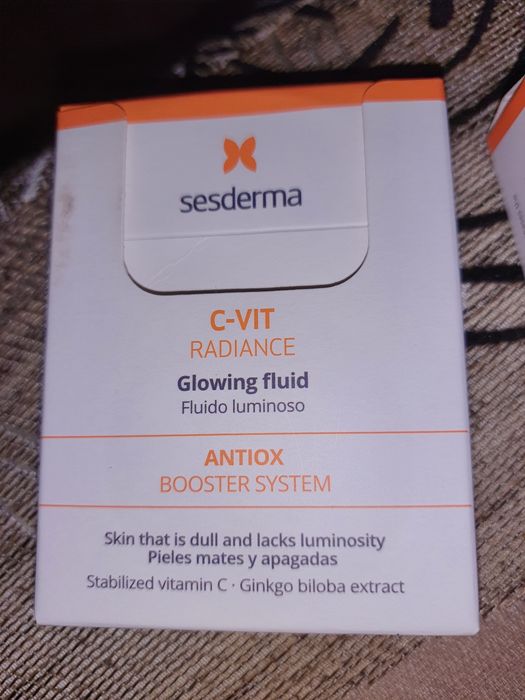 sesderma
C-VIT
RADIANCE
Glowing fluid
Fluido luminoso
ANTIOX
BOOSTER SYSTEM
Skin that is dull and lacks luminosity
Pieles mates y apagadas
Stabilized vitamin C · Ginkgo biloba extract